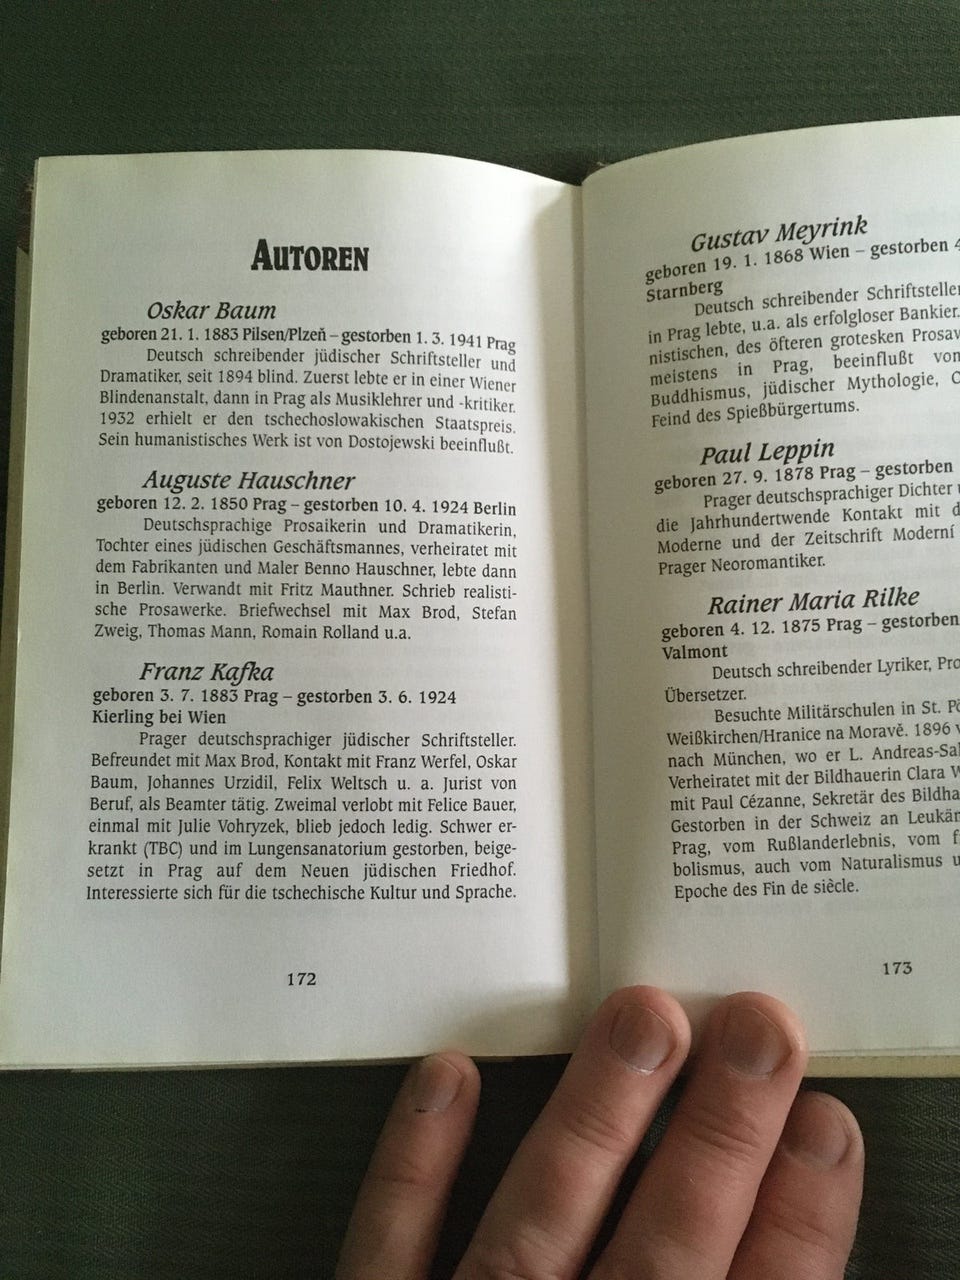 AUTOREN
Oskar Baum
geboren 21. 1. 1883 Pilsen/Plzeň – gestorben 1. 3. 1941 Prag
Deutsch schreibender jüdischer Schriftsteller und
Dramatiker, seit 1894 blind. Zuerst lebte er in einer Wiener
Blindenanstalt, dann in Prag als Musiklehrer und -kritiker.
1932 erhielt er den tschechoslowakischen Staatspreis.
Sein humanistisches Werk ist von Dostojewski beeinflußt.
Auguste Hauschner
geboren 12. 2. 1850 Prag – gestorben 10. 4. 1924 Berlin
Deutschsprachige Prosaikerin und Dramatikerin,
Tochter eines jüdischen Geschäftsmannes, verheiratet mit
dem Fabrikanten und Maler Benno Hauschner, lebte dann
in Berlin. Verwandt mit Fritz Mauthner. Schrieb realisti-
sche Prosawerke. Briefwechsel mit Max Brod, Stefan
Zweig, Thomas Mann, Romain Rolland u.a.
Franz Kafka
geboren 3. 7. 1883 Prag – gestorben 3. 6. 1924
Kierling bei Wien
Prager deutschsprachiger jüdischer Schriftsteller.
Befreundet mit Max Brod, Kontakt mit Franz Werfel, Oskar
Baum, Johannes Urzidil, Felix Weltsch u. a. Jurist von
Beruf, als Beamter tätig. Zweimal verlobt mit Felice Bauer,
einmal mit Julie Vohryzek, blieb jedoch ledig. Schwer er-
krankt (TBC) und im Lungensanatorium gestorben, beige-
setzt in Prag auf dem Neuen jüdischen Friedhof.
Interessierte sich für die tschechische Kultur und Sprache.
172
Gustav Meyrink
geboren 19. 1. 1868 Wien – gestorben 4
Starnberg
Deutsch schreibender Schriftsteller
in Prag lebte, u.a. als erfolgloser Bankier.
nistischen, des öfteren grotesken Prosav
meistens in Prag, beeinflußt von
Buddhismus, jüdischer Mythologie,
Feind des Spießbürgertums.
Paul Leppin
geboren 27. 9. 1878 Prag – gestorben
Prager deutschsprachiger Dichter
die Jahrhundertwende Kontakt mit d
Moderne und der Zeitschrift Moderní
Prager Neoromantiker.
Rainer Maria Rilke
geboren 4. 12. 1875 Prag – gestorben
Valmont
Deutsch schreibender Lyriker, Pro
Übersetzer.
Besuchte Militärschulen in St. Pö
Weißkirchen/Hranice na Moravě. 1896 v
nach München, wo er L. Andreas-Sal
Verheiratet mit der Bildhauerin Clara W
mit Paul Cézanne, Sekretär des Bildha
Gestorben in der Schweiz an Leukäm
Prag, vom Rußlanderlebnis, vom f
bolismus, auch vom Naturalismus u
Epoche des Fin de siècle.
173